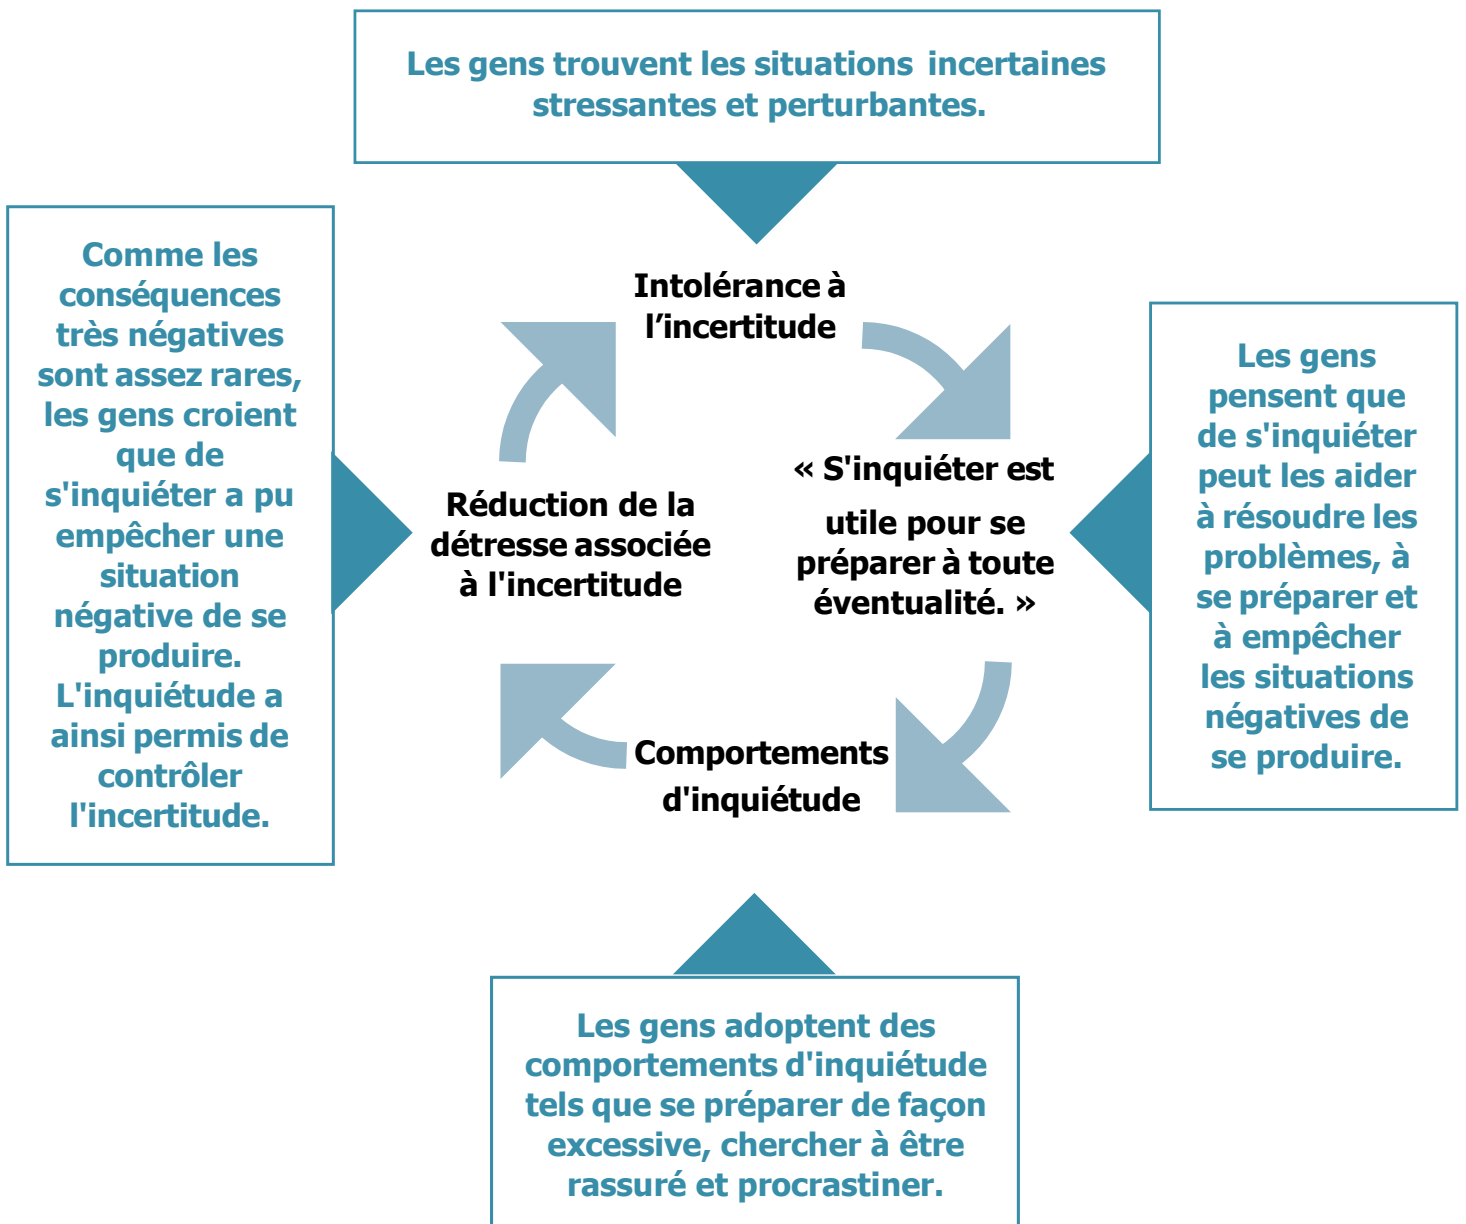 Les gens trouvent les situations incertaines
stressantes et perturbantes.
Intolérance à
l’incertitude
« S'inquiéter est
utile pour se
préparer à toute
éventualité. »
Les gens
pensent que
de s'inquiéter
peut les aider
à résoudre les
problèmes, à
se préparer et
à empêcher
les situations
négatives de
se produire.
Comportements
d'inquiétude
Les gens adoptent des
comportements d'inquiétude
tels que se préparer de façon
excessive, chercher à être
rassuré et procrastiner.
Réduction de la
détresse associée
à l'incertitude
Comme les
conséquences
très négatives
sont assez rares,
les gens croient
que de
s'inquiéter a pu
empêcher une
situation
négative de se
produire.
L'inquiétude a
ainsi permis de
contrôler
l'incertitude.